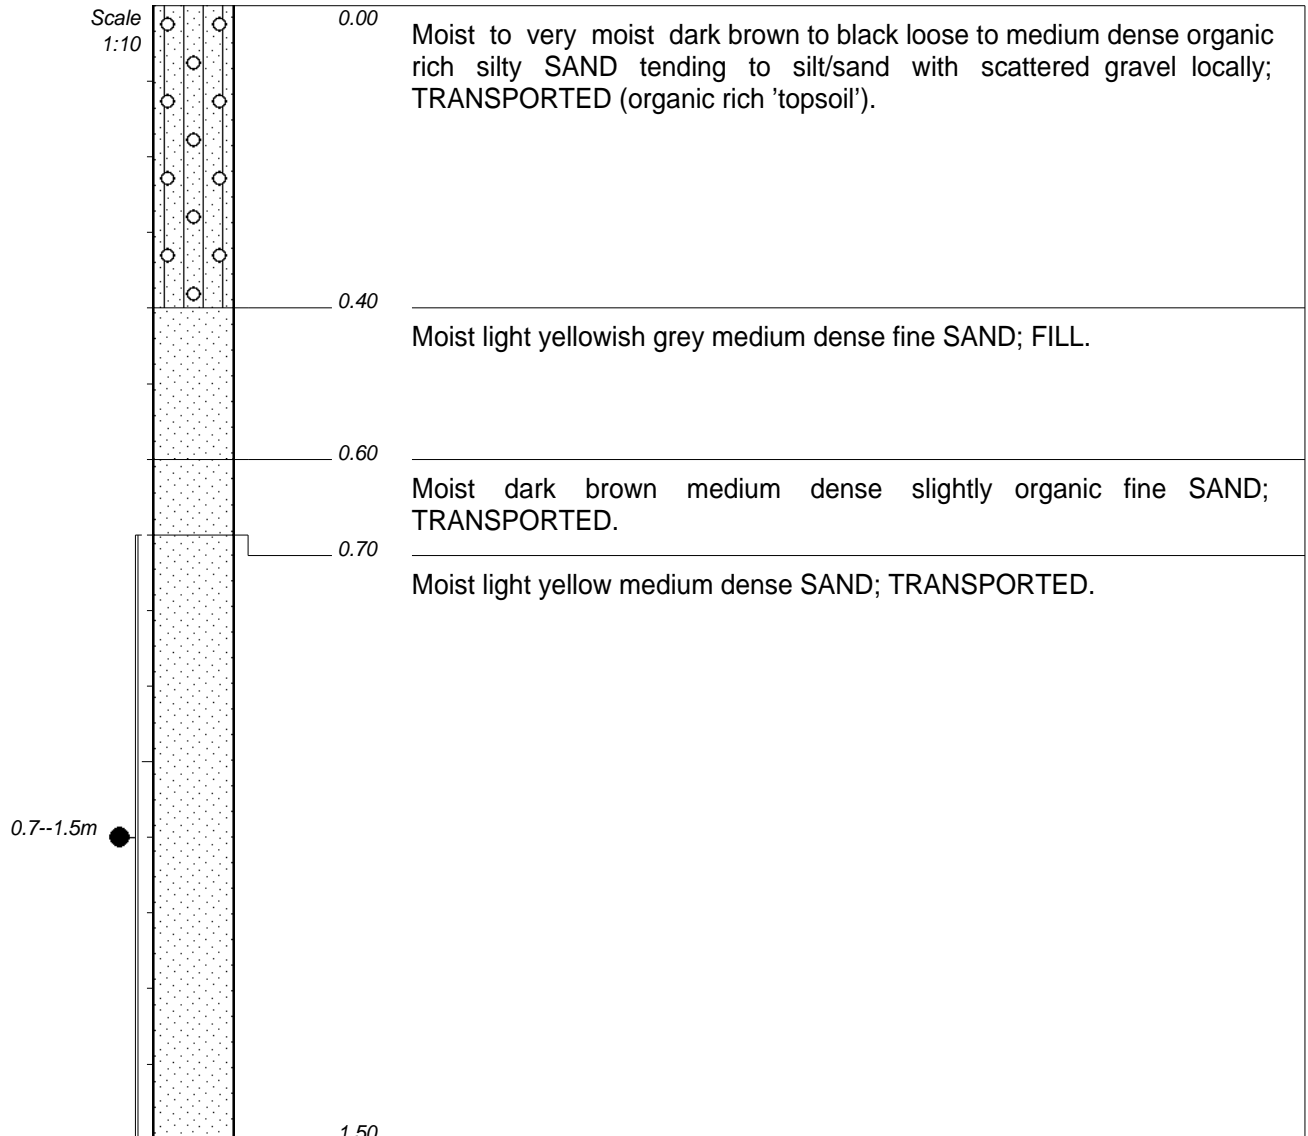 Scale
1:10
0.00
Moist to very moist dark brown to black loose to medium dense organic
rich silty SAND tending to silt/sand with scattered gravel locally;
TRANSPORTED (organic rich 'topsoil').
0.40
Moist light yellowish grey medium dense fine SAND; FILL.
0.60
Moist dark brown medium dense slightly organic fine SAND;
TRANSPORTED.
0.70
Moist light yellow medium dense SAND; TRANSPORTED.
0.7--1.5m
1.50